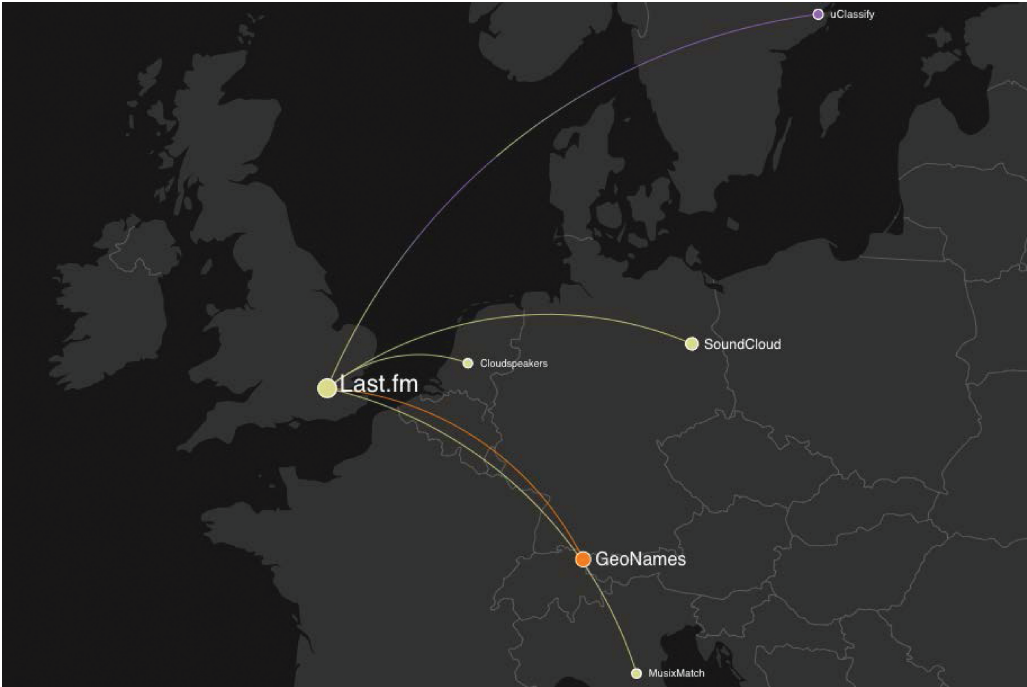 uClassify
SoundCloud
Cloudspeakers
Last.fm
GeoNames
MusixMatch